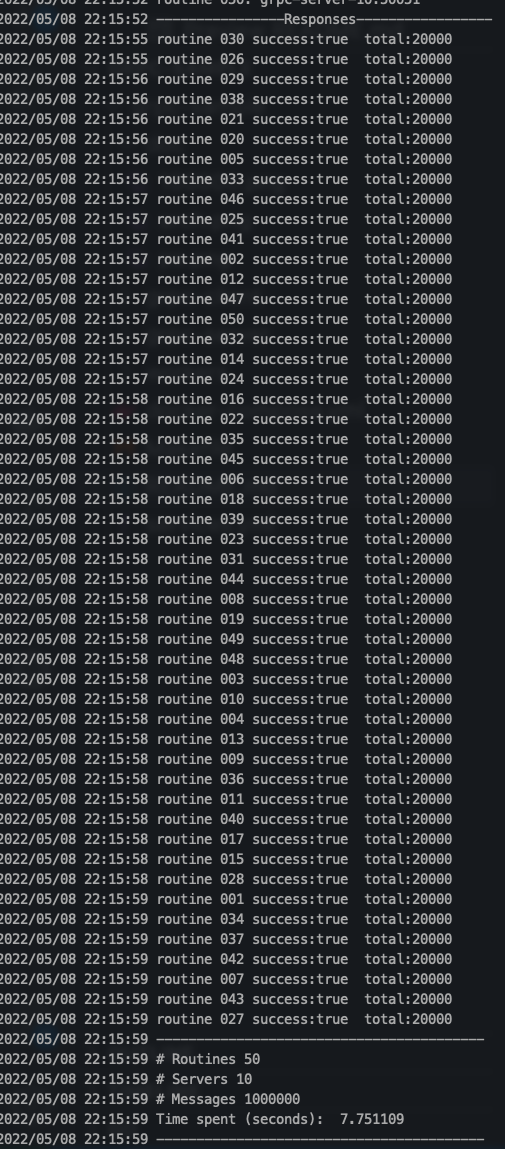 2022/05/08 22:15:52 routine 050: grpc-server-10:50051
2022/05/08 22:15:52 ————————————————Responses—————————————————
2022/05/08 22:15:55 routine 030 success:true  total:20000
2022/05/08 22:15:55 routine 026 success:true  total:20000
2022/05/08 22:15:56 routine 029 success:true  total:20000
2022/05/08 22:15:56 routine 038 success:true  total:20000
2022/05/08 22:15:56 routine 021 success:true  total:20000
2022/05/08 22:15:56 routine 020 success:true  total:20000
2022/05/08 22:15:56 routine 005 success:true  total:20000
2022/05/08 22:15:56 routine 033 success:true  total:20000
2022/05/08 22:15:57 routine 046 success:true  total:20000
2022/05/08 22:15:57 routine 025 success:true  total:20000
2022/05/08 22:15:57 routine 041 success:true  total:20000
2022/05/08 22:15:57 routine 002 success:true  total:20000
2022/05/08 22:15:57 routine 012 success:true  total:20000
2022/05/08 22:15:57 routine 047 success:true  total:20000
2022/05/08 22:15:57 routine 050 success:true  total:20000
2022/05/08 22:15:57 routine 032 success:true  total:20000
2022/05/08 22:15:57 routine 014 success:true  total:20000
2022/05/08 22:15:57 routine 024 success:true  total:20000
2022/05/08 22:15:58 routine 016 success:true  total:20000
2022/05/08 22:15:58 routine 022 success:true  total:20000
2022/05/08 22:15:58 routine 035 success:true  total:20000
2022/05/08 22:15:58 routine 045 success:true  total:20000
2022/05/08 22:15:58 routine 006 success:true  total:20000
2022/05/08 22:15:58 routine 018 success:true  total:20000
2022/05/08 22:15:58 routine 039 success:true  total:20000
2022/05/08 22:15:58 routine 023 success:true  total:20000
2022/05/08 22:15:58 routine 031 success:true  total:20000
2022/05/08 22:15:58 routine 044 success:true  total:20000
2022/05/08 22:15:58 routine 008 success:true  total:20000
2022/05/08 22:15:58 routine 019 success:true  total:20000
2022/05/08 22:15:58 routine 049 success:true  total:20000
2022/05/08 22:15:58 routine 048 success:true  total:20000
2022/05/08 22:15:58 routine 003 success:true  total:20000
2022/05/08 22:15:58 routine 010 success:true  total:20000
2022/05/08 22:15:58 routine 004 success:true  total:20000
2022/05/08 22:15:58 routine 013 success:true  total:20000
2022/05/08 22:15:58 routine 009 success:true  total:20000
2022/05/08 22:15:58 routine 036 success:true  total:20000
2022/05/08 22:15:58 routine 011 success:true  total:20000
2022/05/08 22:15:58 routine 040 success:true  total:20000
2022/05/08 22:15:58 routine 017 success:true  total:20000
2022/05/08 22:15:58 routine 015 success:true  total:20000
2022/05/08 22:15:58 routine 028 success:true  total:20000
2022/05/08 22:15:59 routine 001 success:true  total:20000
2022/05/08 22:15:59 routine 034 success:true  total:20000
2022/05/08 22:15:59 routine 037 success:true  total:20000
2022/05/08 22:15:59 routine 042 success:true  total:20000
2022/05/08 22:15:59 routine 007 success:true  total:20000
2022/05/08 22:15:59 routine 043 success:true  total:20000
2022/05/08 22:15:59 routine 027 success:true  total:20000
2022/05/08 22:15:59 —————————————————————————————————————————
2022/05/08 22:15:59 # Routines 50
2022/05/08 22:15:59 # Servers 10
2022/05/08 22:15:59 # Messages 1000000
2022/05/08 22:15:59 Time spent (seconds):  7.751109
2022/05/08 22:15:59 —————————————————————————————————————————